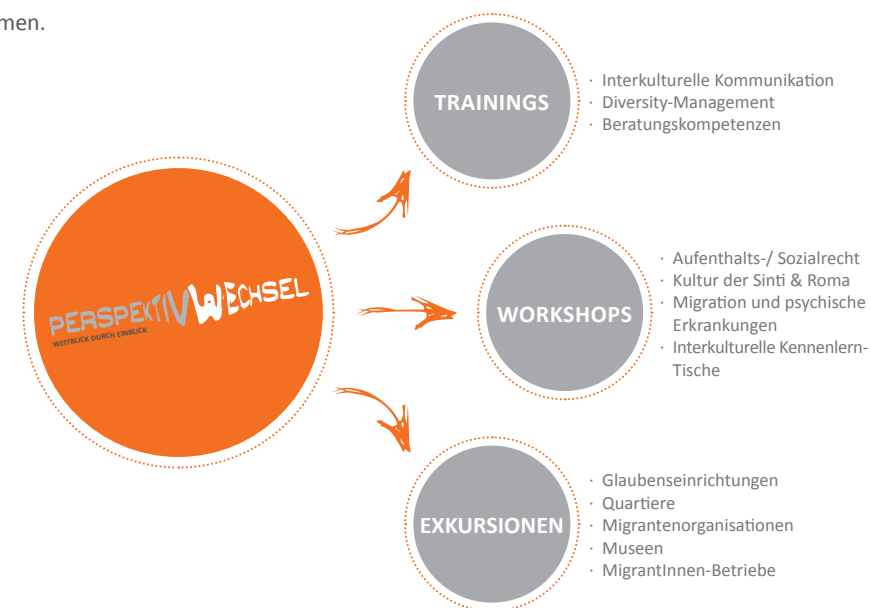 men.
TRAININGS
· Interkulturelle Kommunikation
· Diversity-Management
· Beratungskompetenzen
PERSPEKTIVWECHSEL
WEITBLICK DURCH EINBLICK
WORKSHOPS
· Aufenthalts-/ Sozialrecht
· Kultur der Sinti & Roma
· Migration und psychische
Erkrankungen
· Interkulturelle Kennenlern-
Tische
EXKURSIONEN
· Glaubenseinrichtungen
· Quartiere
· Migrantenorganisationen
· Museen
· MigrantInnen-Betriebe